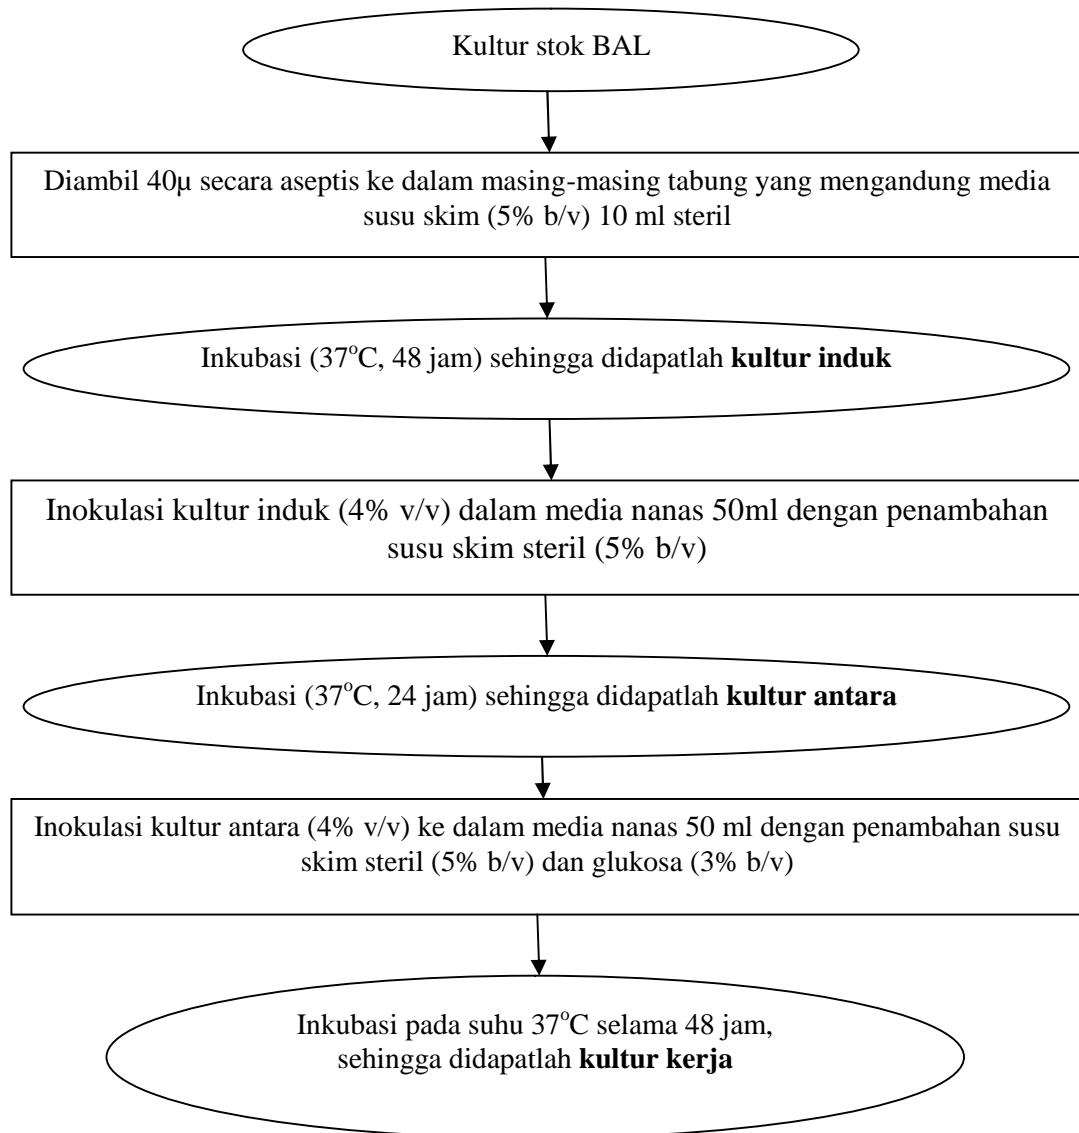 Kultur stok BAL
Diambil 40μ secara aseptis ke dalam masing-masing tabung yang mengandung media
susu skim (5% b/v) 10 ml steril
Inkubasi (37°C, 48 jam) sehingga didapatlah kultur induk
Inokulasi kultur induk (4% v/v) dalam media nanas 50ml dengan penambahan
susu skim steril (5% b/v)
Inkubasi (37°C, 24 jam) sehingga didapatlah kultur antara
Inokulasi kultur antara (4% v/v) ke dalam media nanas 50 ml dengan penambahan susu
skim steril (5% b/v) dan glukosa (3% b/v)
Inkubasi pada suhu 37°C selama 48 jam,
sehingga didapatlah kultur kerja